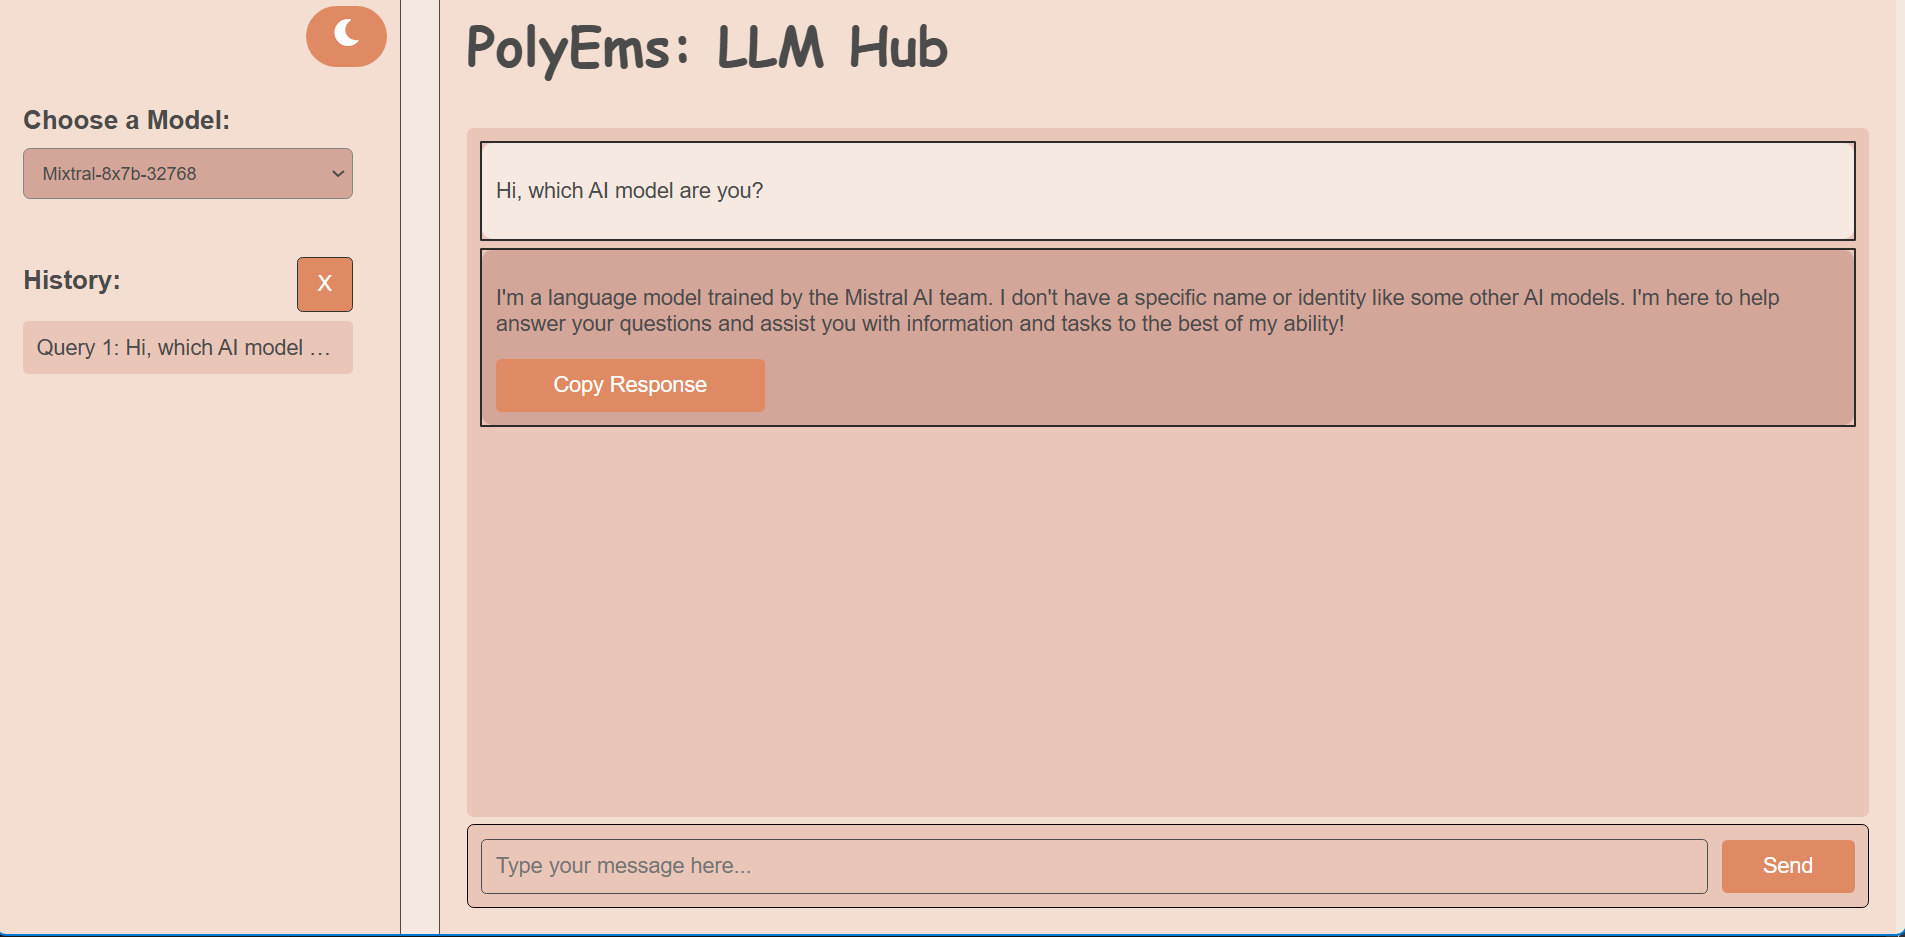 Choose a Model:
Mixtral-8x7b-32768
History:
X
Query 1: Hi, which AI model …
PolyEms: LLM Hub
Hi, which AI model are you?
I'm a language model trained by the Mistral AI team. I don't have a specific name or identity like some other AI models. I'm here to help
answer your questions and assist you with information and tasks to the best of my ability!
Copy Response
Type your message here...
Send